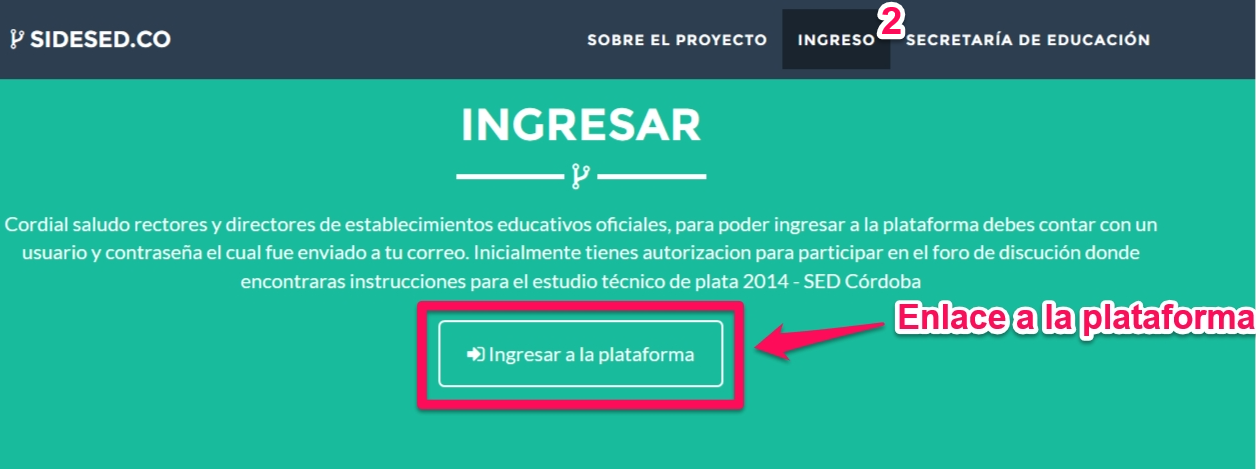 SIDESED.CO
SOBRE EL PROYECTO
INGRESO
2
SECRETARÍA DE EDUCACIÓN
INGRESAR
Cordial saludo rectores y directores de establecimientos educativos oficiales, para poder ingresar a la plataforma debes contar con un
usuario y contraseña el cual fue enviado a tu correo. Inicialmente tienes autorizacion para participar en el foro de discución donde
encontraras instrucciones para el estudio técnico de plata 2014 - SED Córdoba
Enlace a la plataforma
Ingresar a la plataforma